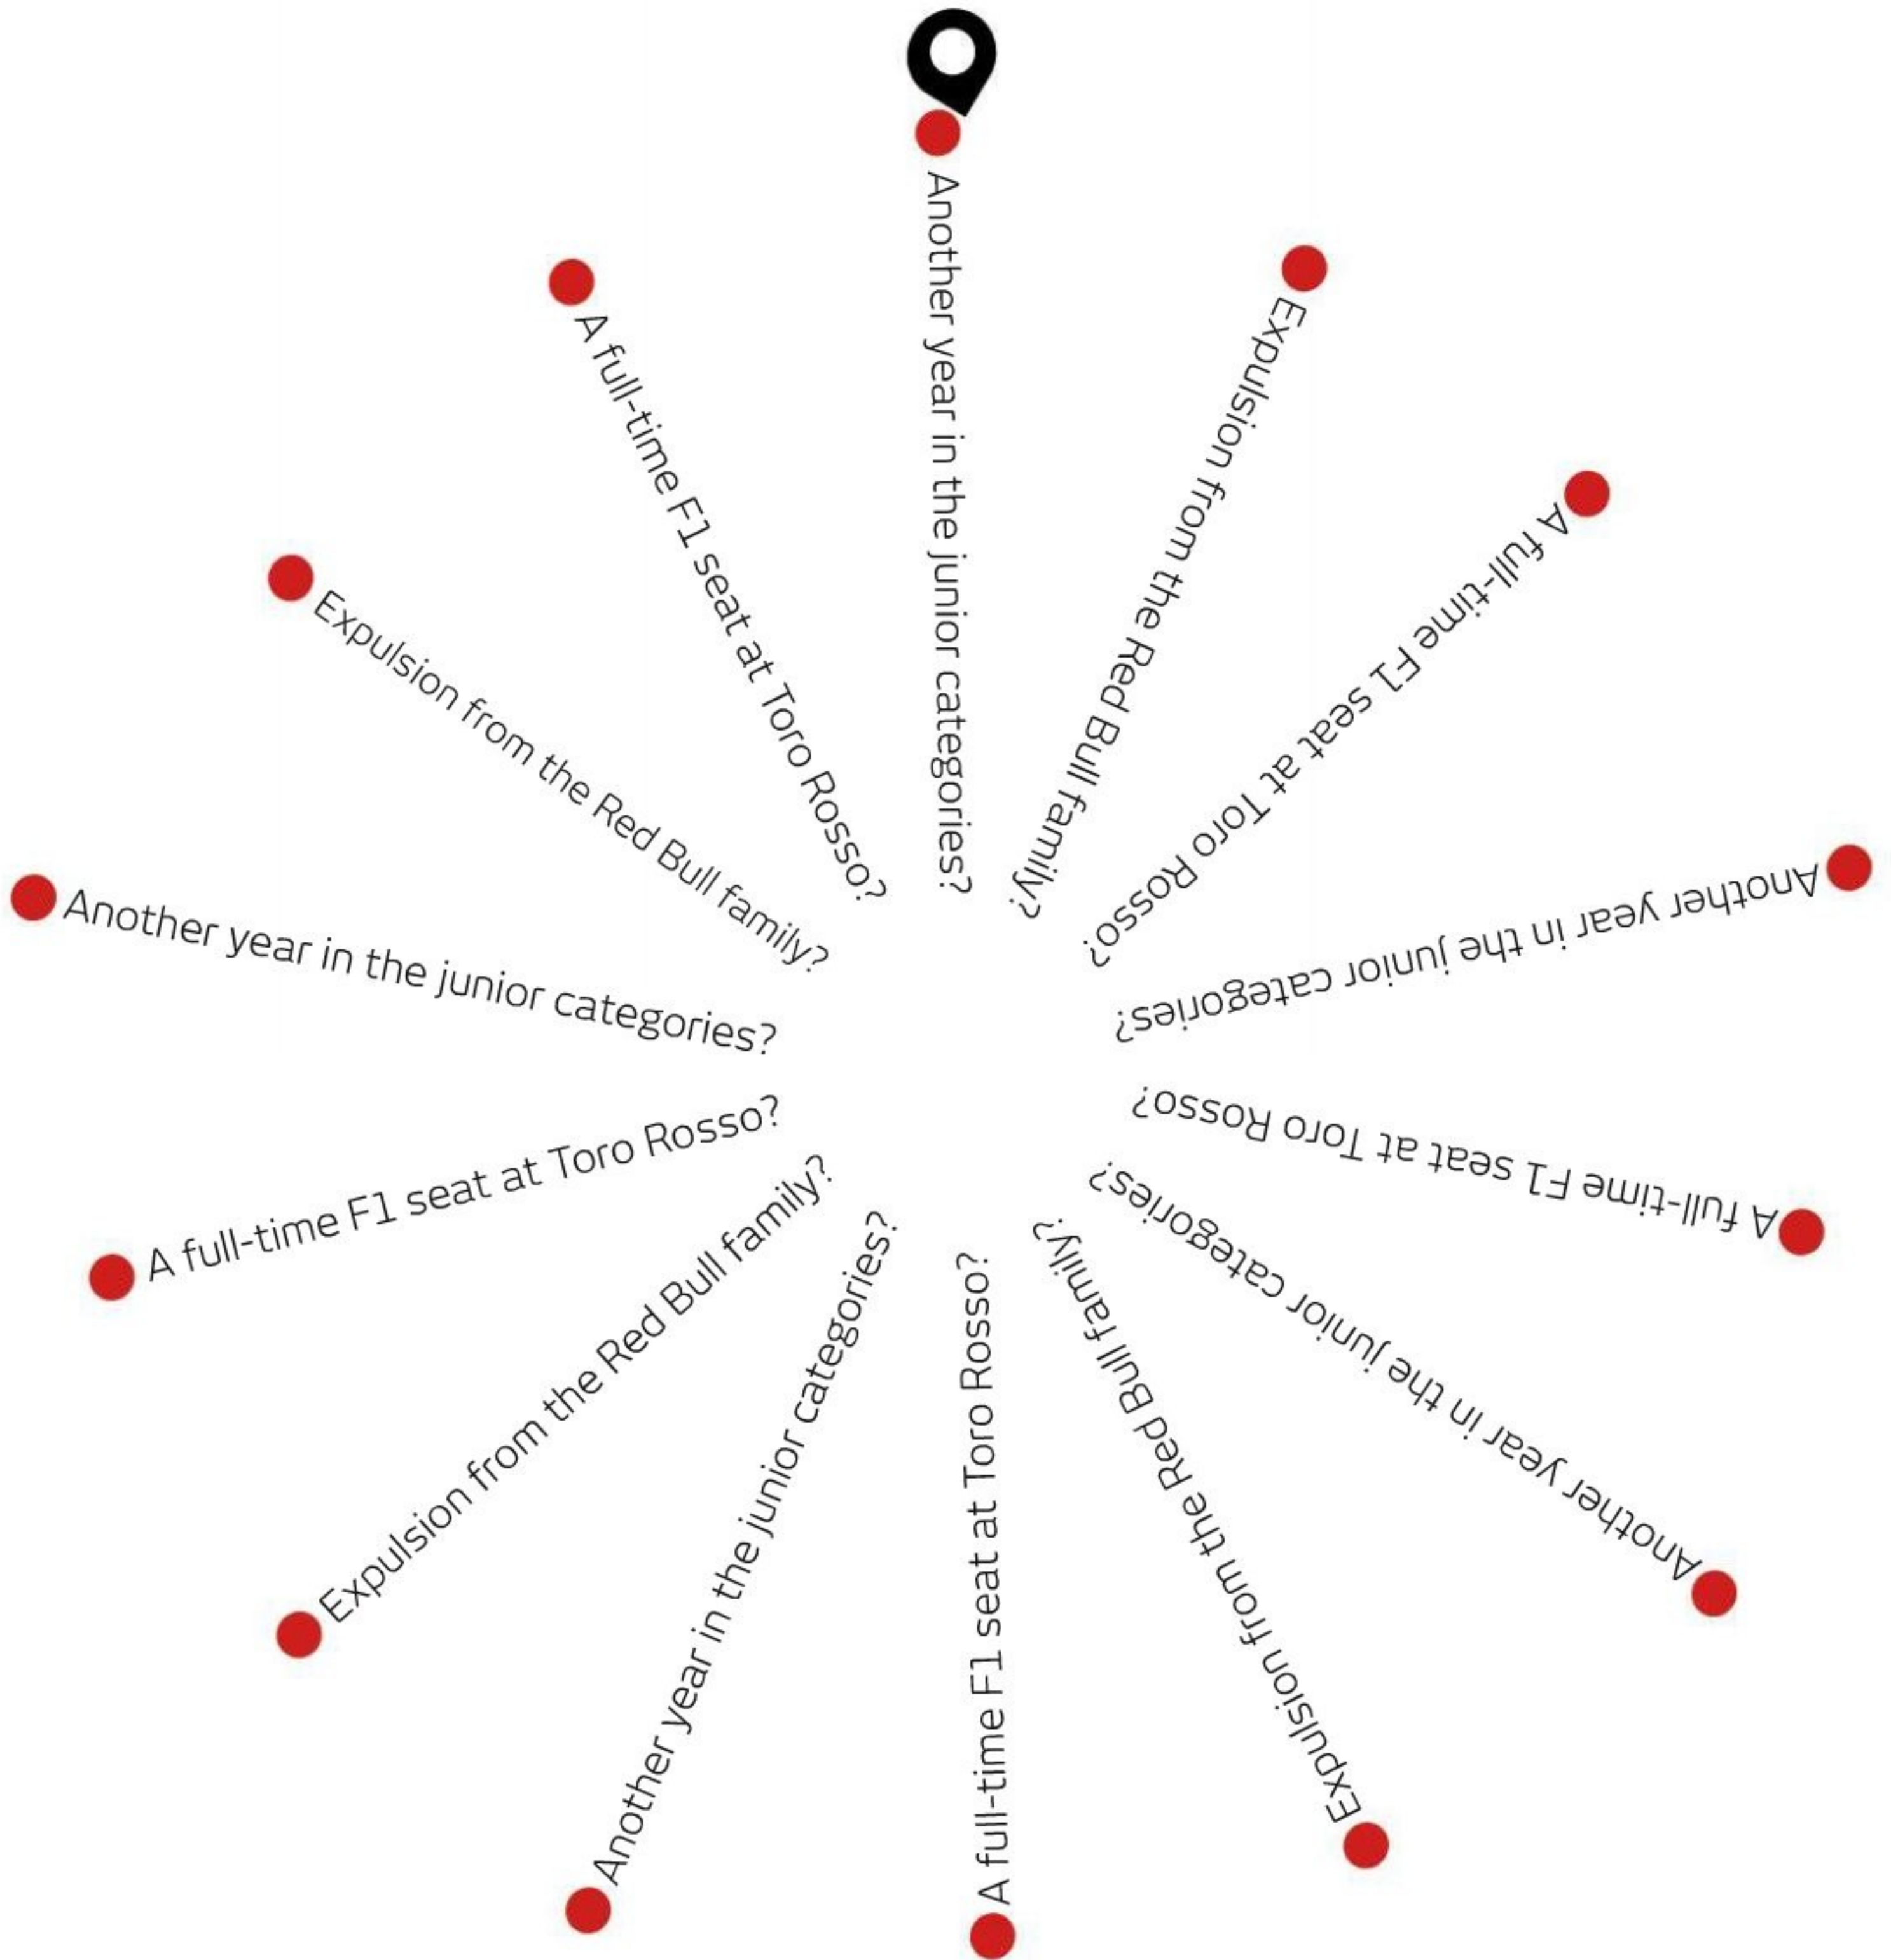 Another year in the junior categories?
Expulsion from the Red Bull family?
A full-time F1 seat at Toro Rosso?
Another year in the junior categories?
A full-time F1 seat at Toro Rosso?
Another year in the junior categories?
Expulsion from the Red Bull family?
A full-time F1 seat at Toro Rosso?
Another year in the junior categories?
Expulsion from the Red Bull family?
A full-time F1 seat at Toro Rosso?
Another year in the junior categories?
Expulsion from the Red Bull family?
A full-time F1 seat at Toro Rosso?